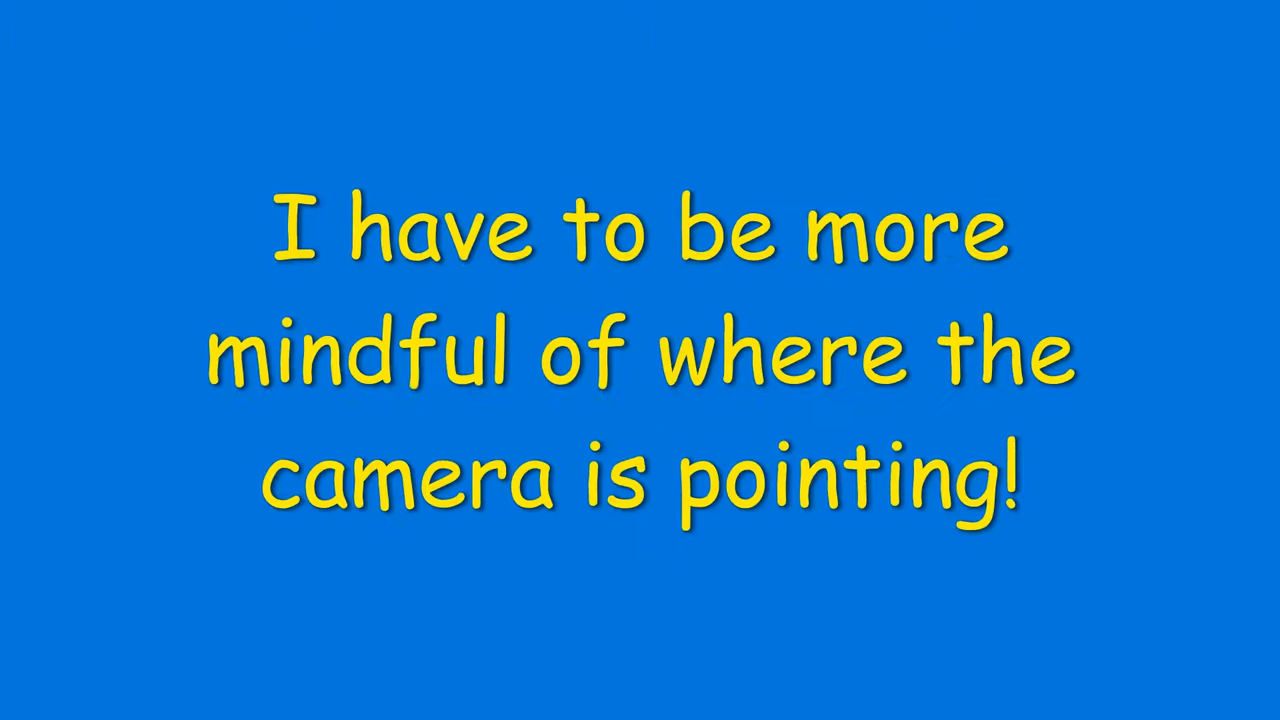 I have to be more
mindful of where the
camera is pointing!